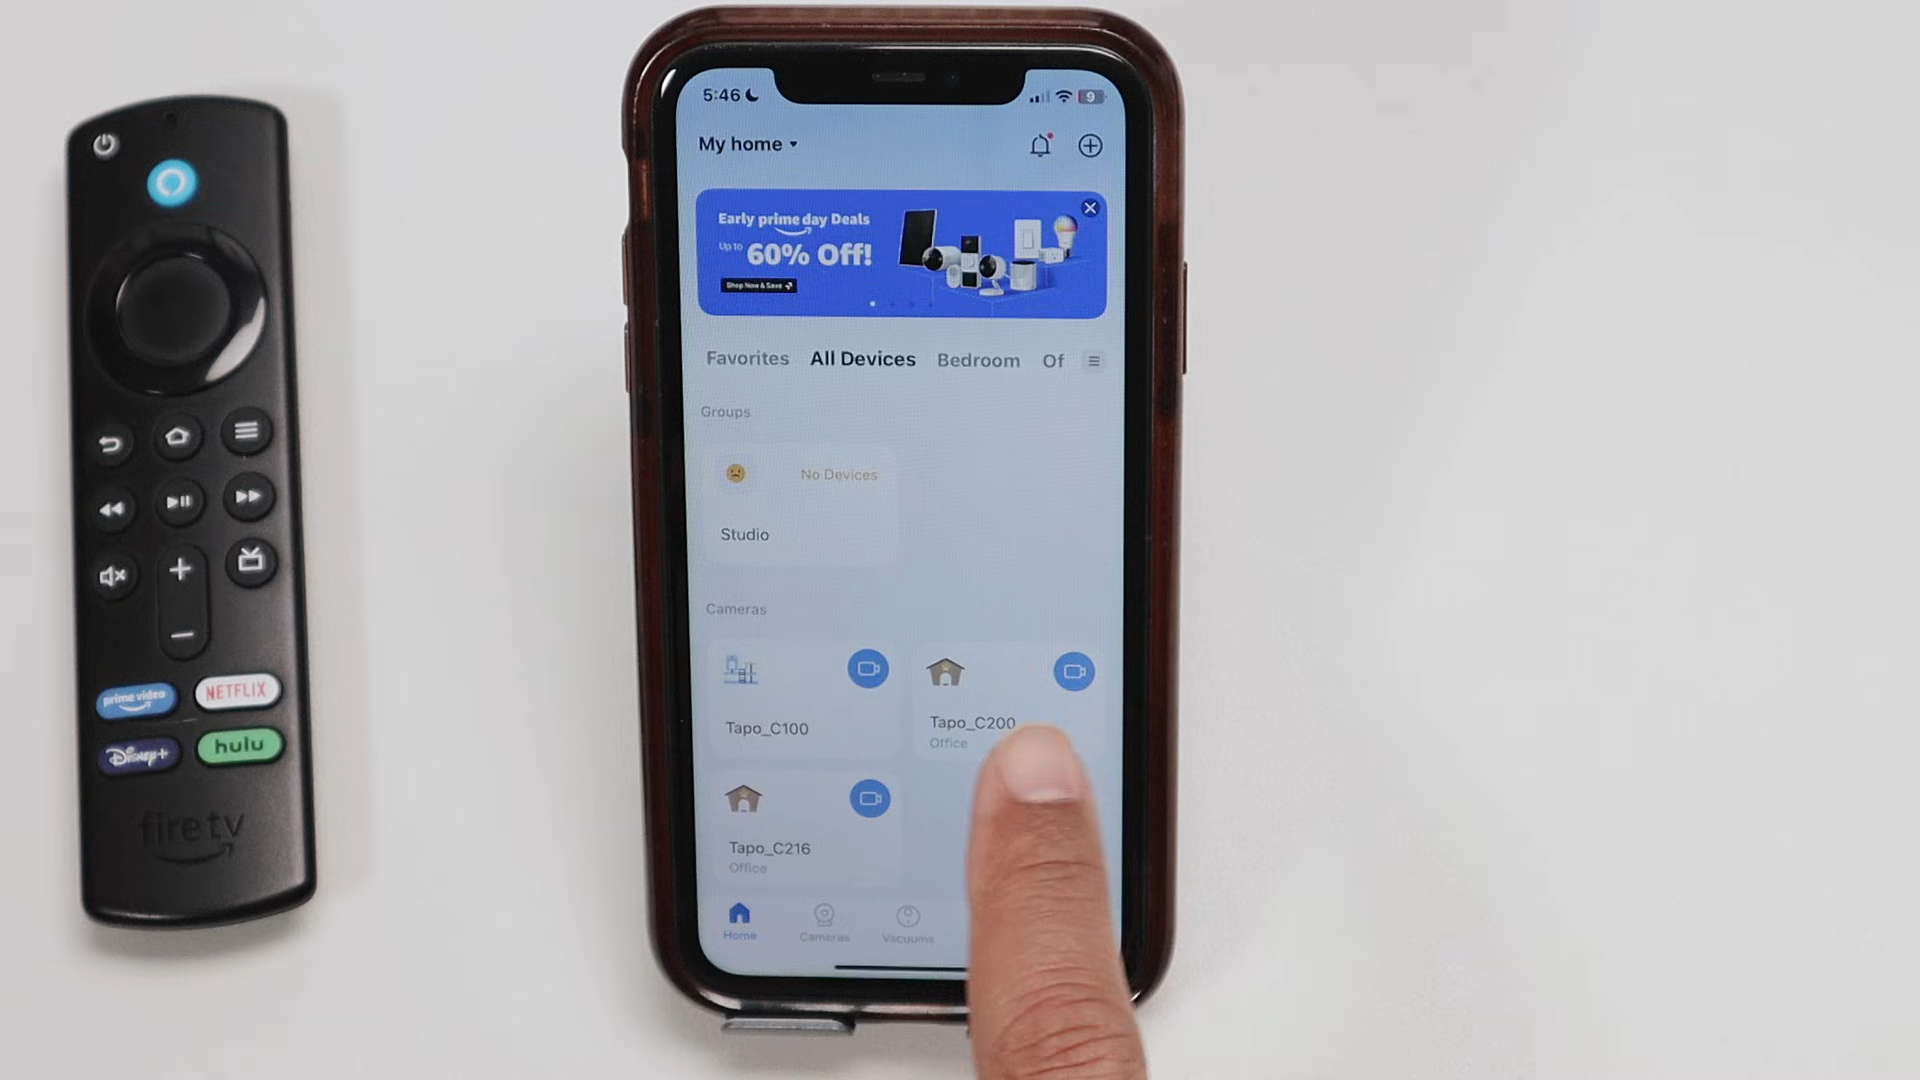 5:46
9
My home
Early prime day Deals
Up to
60% Off!
Shop Now & Save
Favorites All Devices Bedroom Of
Groups
No Devices
Studio
Cameras
Tapo_C100
Tapo_C200
Office
Tapo_C216
Office
Home Cameras Vacuums
prime video
NETFLIX
Disney+
hulu
fire tv